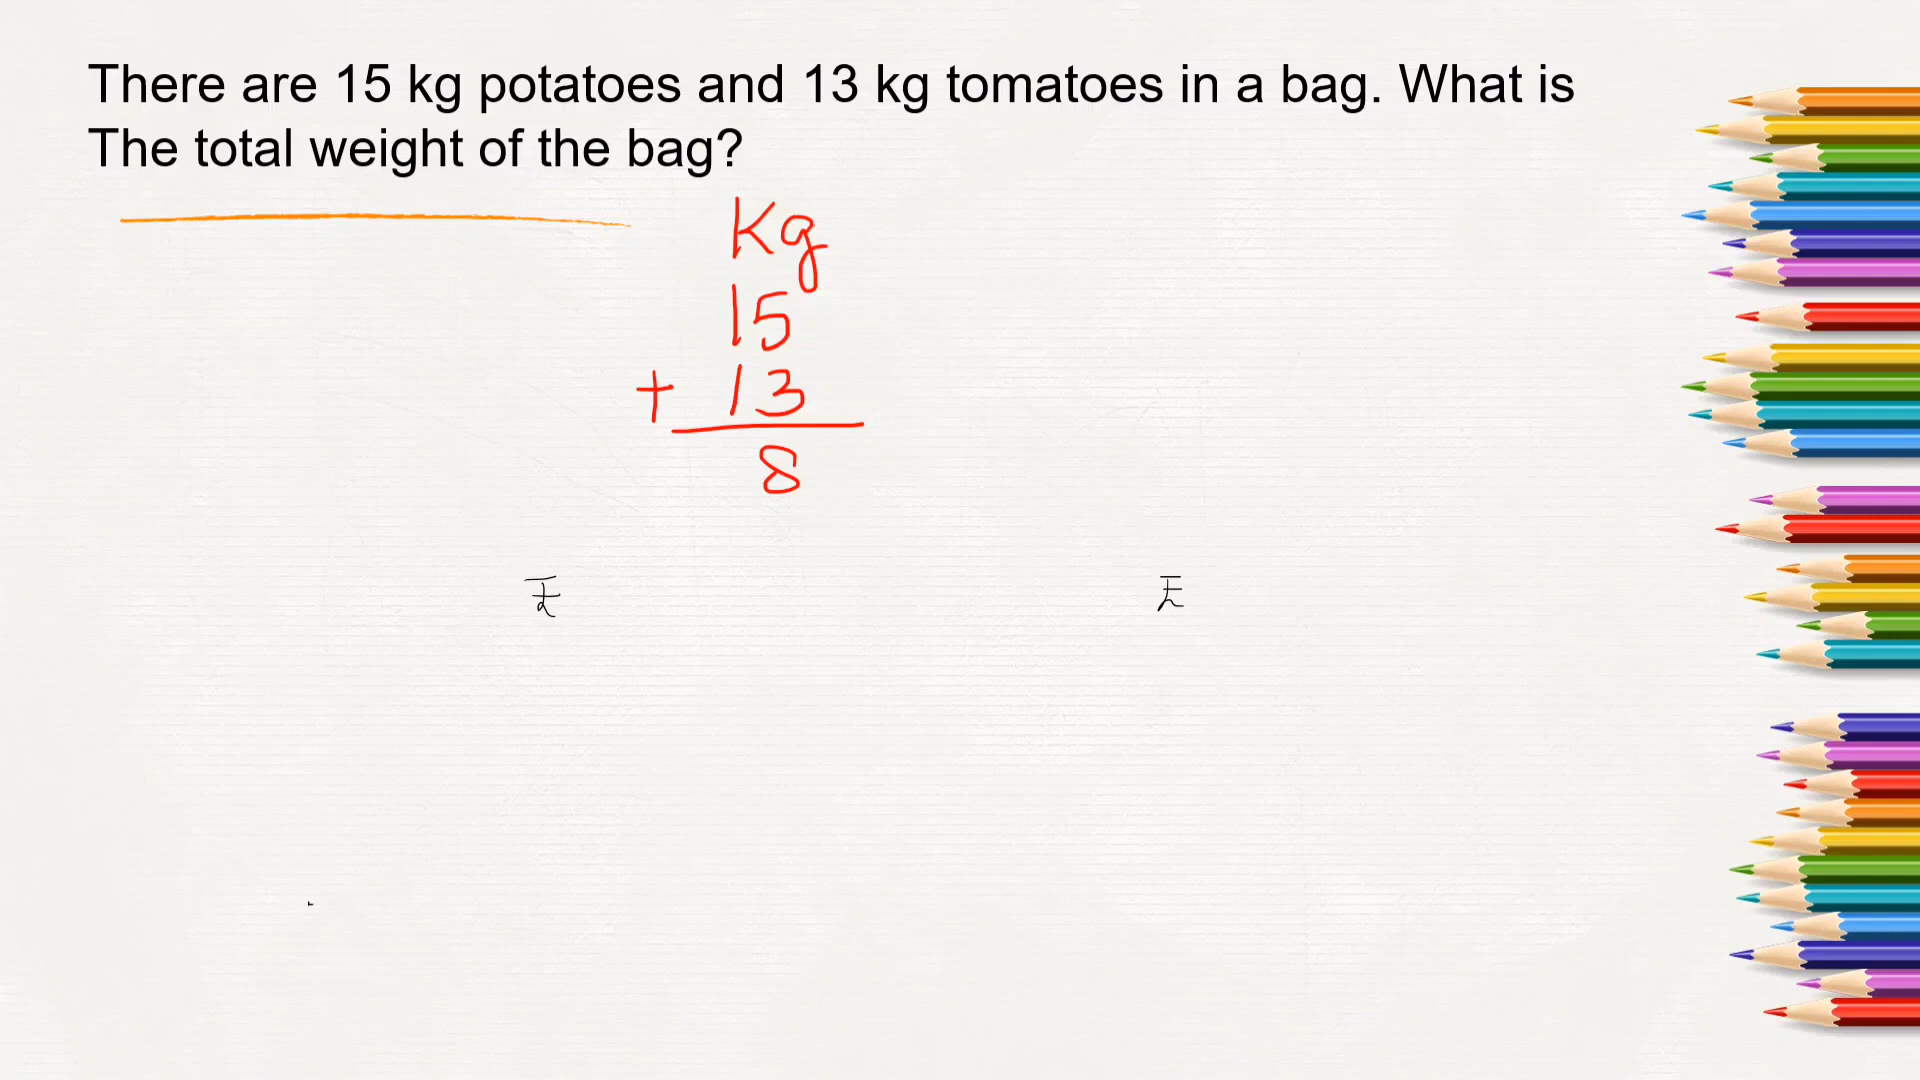 There are 15 kg potatoes and 13 kg tomatoes in a bag. What is
The total weight of the bag?
Kg
15
+ 13
8